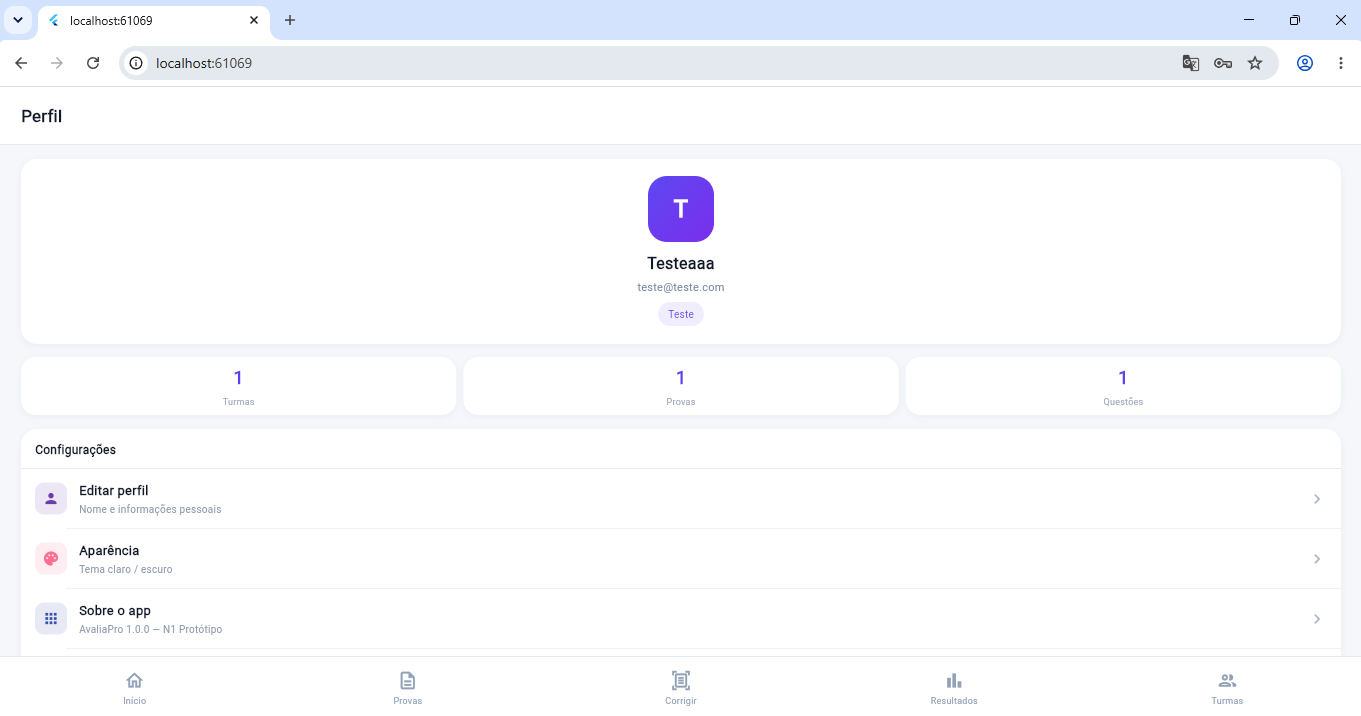 localhost:61069
localhost:61069
Perfil
T
Testeaaa
teste@teste.com
Teste
1
Turmas
1
Provas
1
Questões
Configurações
Editar perfil
Nome e informações pessoais
Aparência
Tema claro / escuro
Sobre o app
AvaliaPro 1.0.0 — N1 Protótipo
Início
Provas
Corrigir
Resultados
Turmas